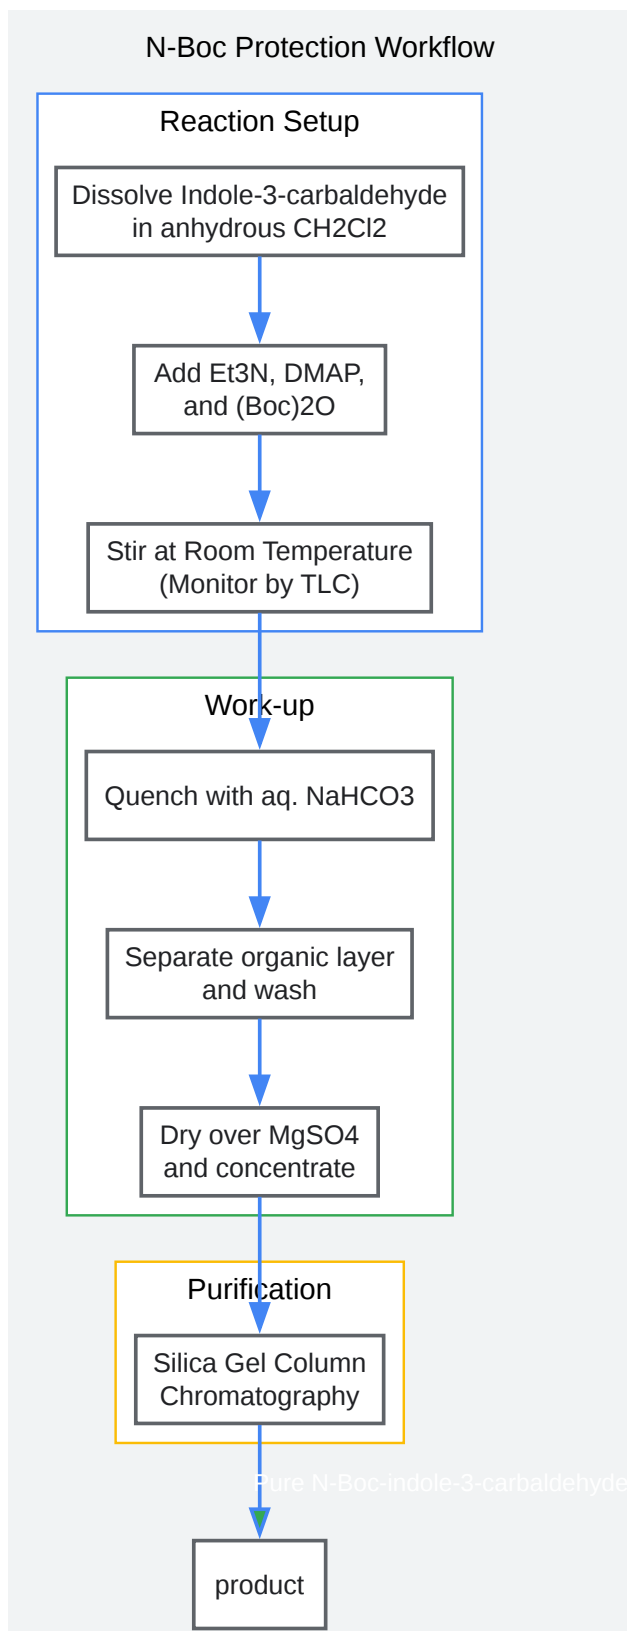 N-Boc Protection Workflow
Reaction Setup
Dissolve Indole-3-carbaldehyde
in anhydrous CH2Cl2
Add Et3N, DMAP,
and (Boc)2O
Stir at Room Temperature
(Monitor by TLC)
Work-up
Quench with aq. NaHCO3
Separate organic layer
and wash
Dry over MgSO4
and concentrate
Purification
Silica Gel Column
Chromatography
Pure N-Boc-indole-3-carbaldehyde
product